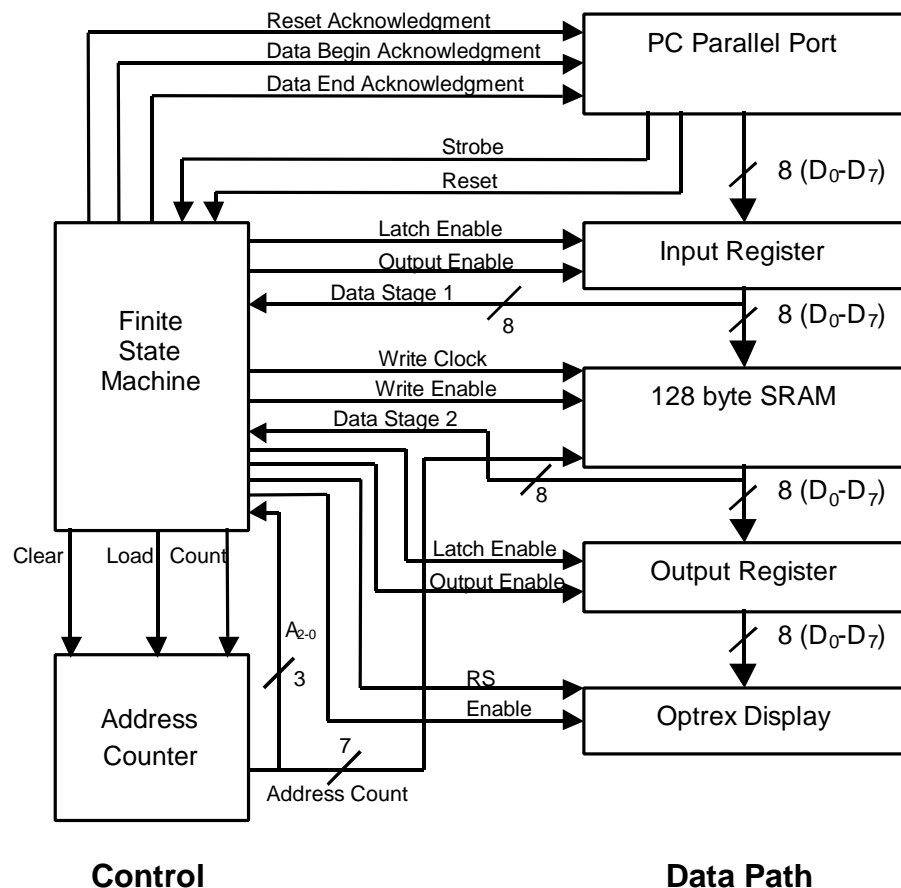 Reset Acknowledgment
PC Parallel Port
Data Begin Acknowledgment
Data End Acknowledgment
Strobe
8 (D0-D7)
Reset
Latch Enable
Input Register
Output Enable
Data Stage 1
8
8 (D0-D7)
Finite
State
Machine
Write Clock
128 byte SRAM
Write Enable
Data Stage 2
8
8 (D0-D7)
Clear
Load
Count
Latch Enable
Output Register
Output Enable
A2-0
8 (D0-D7)
3
RS
Enable
Optrex Display
Address
Counter
7
Address Count
Control
Data Path